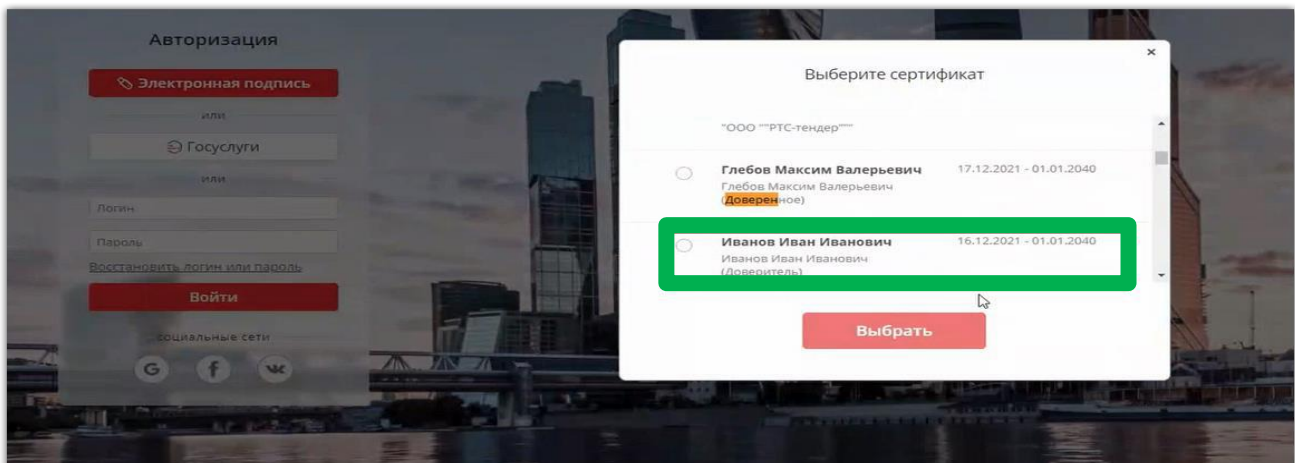 Авторизация
Электронная подпись
или
Госуслуги
или
Логин
Пароль
Восстановить логин или пароль
Войти
социальные сети
G f
Выберите сертификат
"ООО ""РТС-тендер"""
Глебов Максим Валерьевич 17.12.2021 - 01.01.2040
Глебов Максим Валерьевич
(Доверенное)
Иванов Иван Иванович 16.12.2021 - 01.01.2040
Иванов Иван Иванович
(Доверитель)
Выбрать